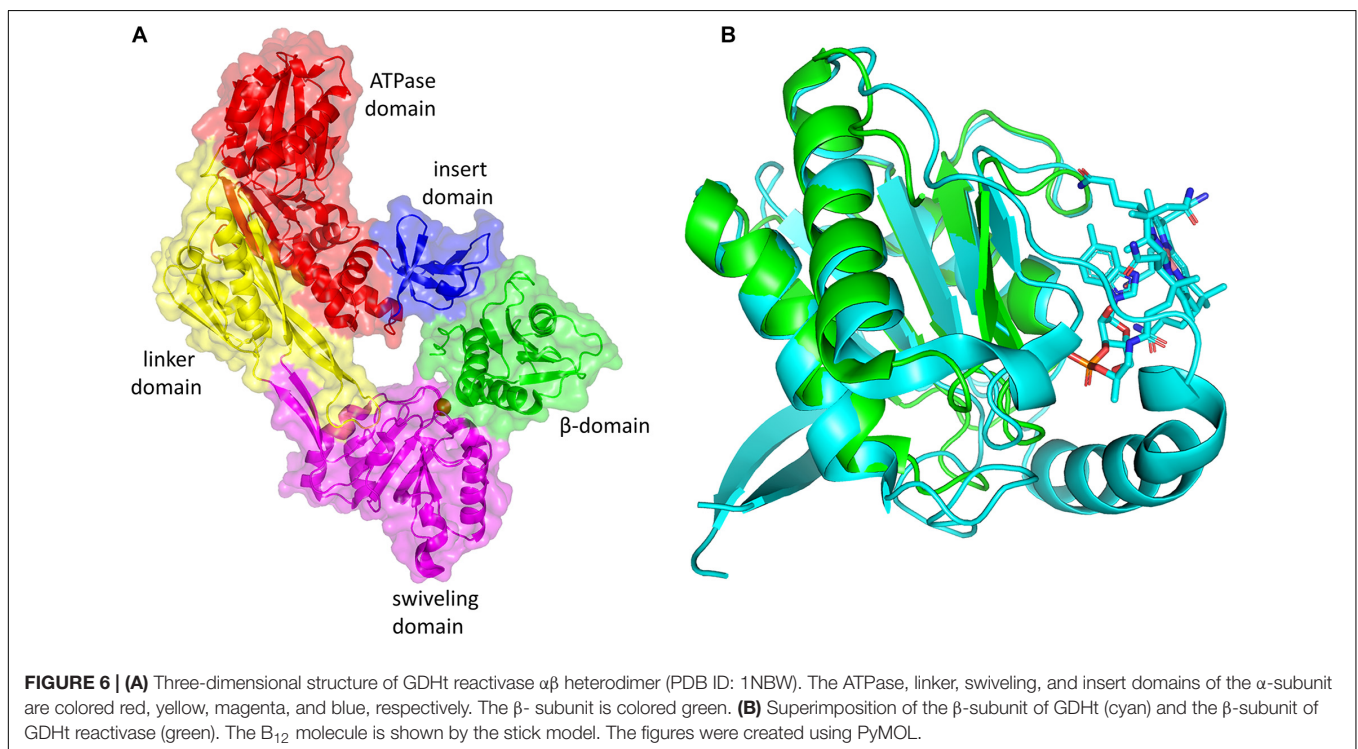 A
B
ATPase
domain
insert
domain
linker
domain
β-domain
swiveling
domain
FIGURE 6 | (A) Three-dimensional structure of GDHt reactivase αβ heterodimer (PDB ID: 1NBW). The ATPase, linker, swiveling, and insert domains of the α-subunit
are colored red, yellow, magenta, and blue, respectively. The β- subunit is colored green. (B) Superimposition of the β-subunit of GDHt (cyan) and the β-subunit of
GDHt reactivase (green). The B₁₂ molecule is shown by the stick model. The figures were created using PyMOL.